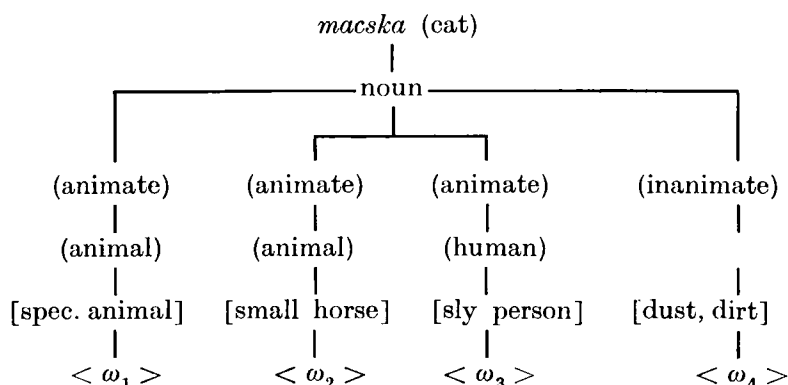 macska (cat)
noun
(animate) (animate) (animate) (inanimate)
(animal) (animal) (human)
[spec. animal] [small horse] [sly person] [dust, dirt]
< ω₁ > < ω₂ > < ω₃ > < ω₄ >